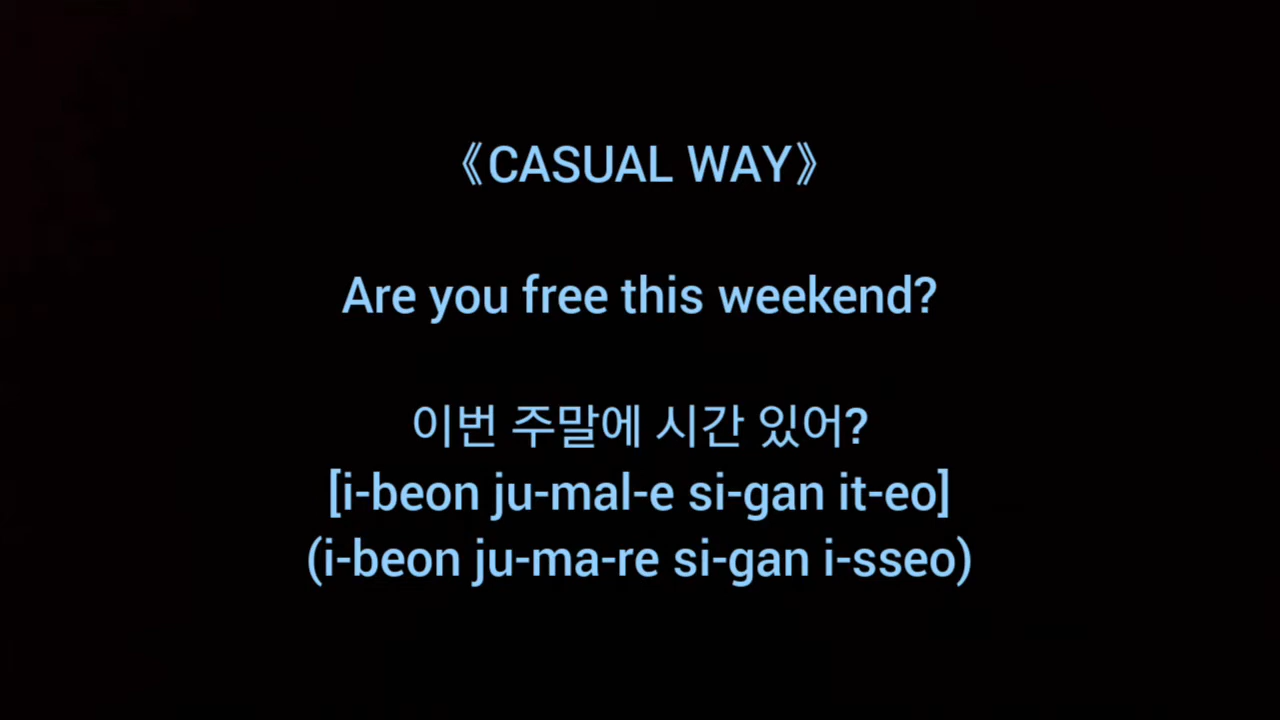 《CASUAL WAY》
Are you free this weekend?
이번 주말에 시간 있어?
[i-beon ju-mal-e si-gan it-eo]
(i-beon ju-ma-re si-gan i-sseo)